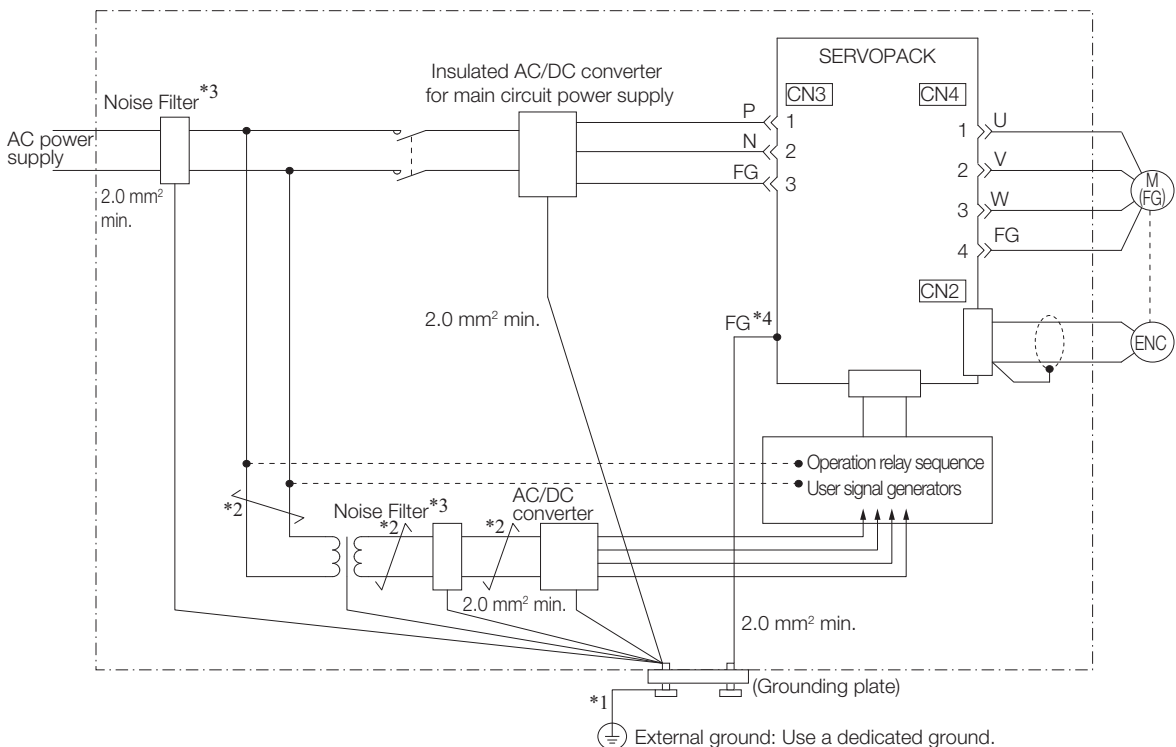 SERVOPACK
Insulated AC/DC converter
for main circuit power supply
Noise Filter*3
CN3
CN4
AC power
supply
P
1
N
2
FG
3
1
U
2
V
3
W
4
FG
M
(FG)
2.0 mm² min.
CN2
2.0 mm² min.
FG*4
ENC
Operation relay sequence
User signal generators
*2
Noise Filter*3
*2
*2
AC/DC
converter
2.0 mm² min.
2.0 mm² min.
(Grounding plate)
*1
External ground: Use a dedicated ground.